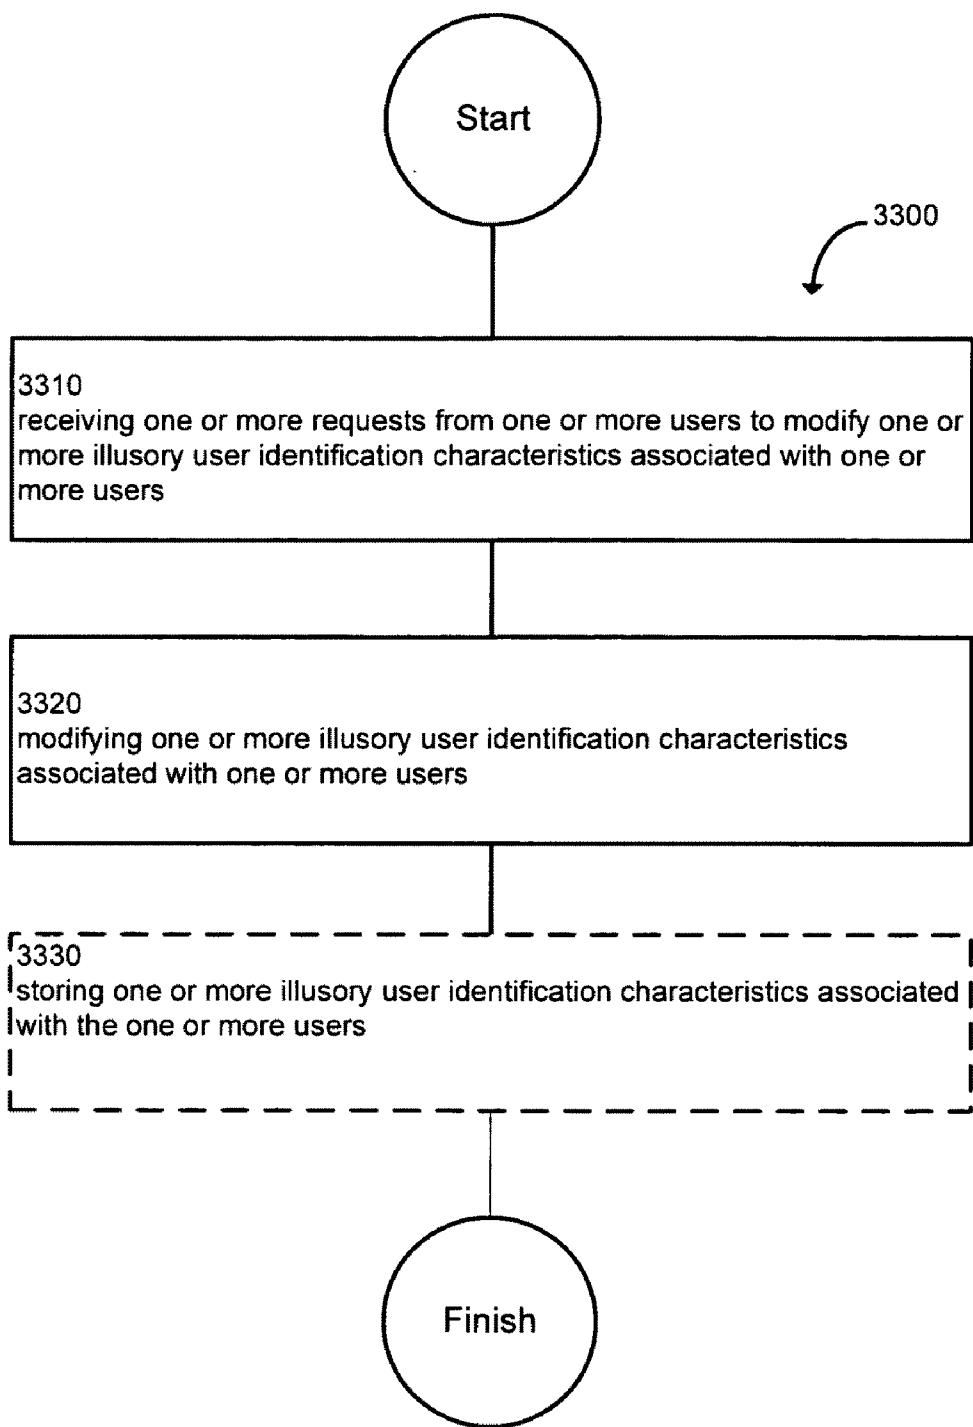 Start
3300
3310
receiving one or more requests from one or more users to modify one or
more illusory user identification characteristics associated with one or
more users
3320
modifying one or more illusory user identification characteristics
associated with one or more users
3330
storing one or more illusory user identification characteristics associated
with the one or more users
Finish